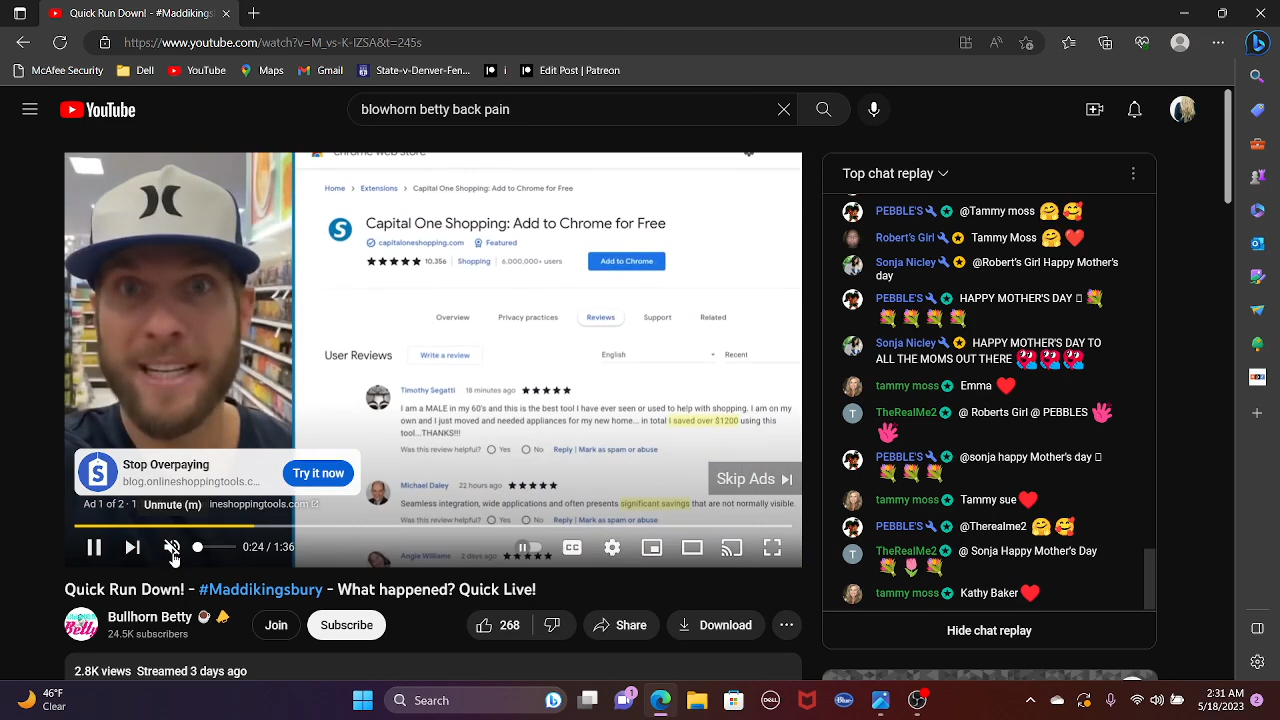 #Maddikingsbury - YouTube
https://www.youtube.com/watch?v=
&t=245s
McAfee Security
Dell
YouTube
Maps
Gmail
Stati-v-Danver-Fen...
i
Edit Post | Patreon
YouTube
blowhorn betty back pain
chrome web store
Home > Extensions > Capital One Shopping: Add to Chrome for Free
Capital One Shopping: Add to Chrome for Free
capitaloneshopping.com Featured
★★★★★ 10,356 | Shopping | 6,000,000+ users
Add to Chrome
Overview Privacy practices Reviews Support Related
User Reviews Write a review English Recent
Timothy Segatti 18 minutes ago ★★★★★
I am a MALE in my 60's and this is the best tool I have ever seen or used to help with shopping. I am on my
own and I just moved and needed appliances for my new home... in total I saved over $1200 using this
tool...THANKS!!!
Was this review helpful? Yes No Reply | Mark as spam or abuse
Michael Daley 22 hours ago ★★★★★
Seamless integration, wide applications and often presents significant savings that are not normally visible.
Was this review helpful? Yes No Reply | Mark as spam or abuse
Angie Williams 2 days ago ★★★★★
Stop Overpaying
blog.onlineshoppingtools.c...
Try it now
Skip Ads
Ad 1 of 2 · 1 Unmute (m) ineshoppingtools.com
0:24 / 1:36
CC
Quick Run Down! - #Maddikingsbury - What happened? Quick Live!
Bullhorn Betty
24.5K subscribers
Join
Subscribe
268
Share
Download
2.8K views Streamed 3 days ago
Top chat replay
PEBBLE'S @Tammy moss
Robots Girl Tammy Moss
Sonja Nicley @Robert's Girl Happy Mother's
Day
PEBBLE'S HAPPY MOTHERS DAY
Sonja Nicley HAPPY MOTHERS DAY TO
ALL THE MOMS OUT THERE
tammy moss Emma
TheRealMe2 @ Robots Girl @Tammy
PEBBLE'S @sonja happy Mother's day
tammy moss Tammy sue
PEBBLE'S @Therealme
TheRealMe2 @Sonja Happy Mother's Day
tammy moss Kathy Baker
Hide chat replay
46°F
Clear
Search
2:31 AM
5/18/2023